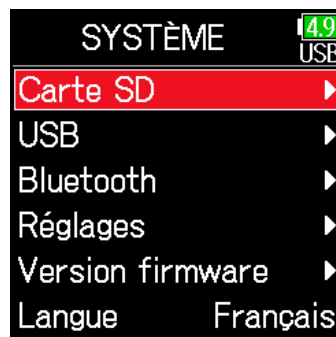 SYSTÈME
4.9
USB
Carte SD
USB
Bluetooth
Réglages
Version firmware
Langue Français